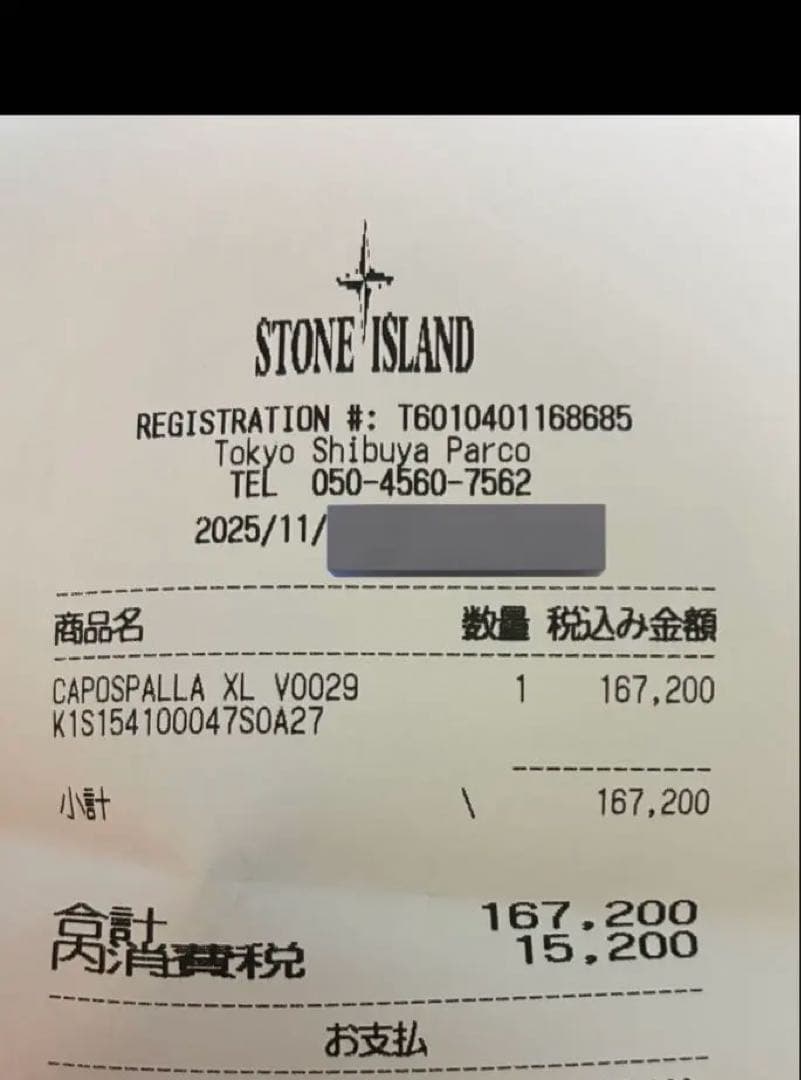 STONE ISLAND
REGISTRATION #: T6010401168685
Tokyo Shibuya Parco
TEL 050-4560-7562
2025/11/
商品名 数量 税込み金額
CAPOSPALLA XL V0029 1 167,200
K1S154100047S0A27
小計 \ 167,200
合計 167,200
内消費税 15,200
お支払